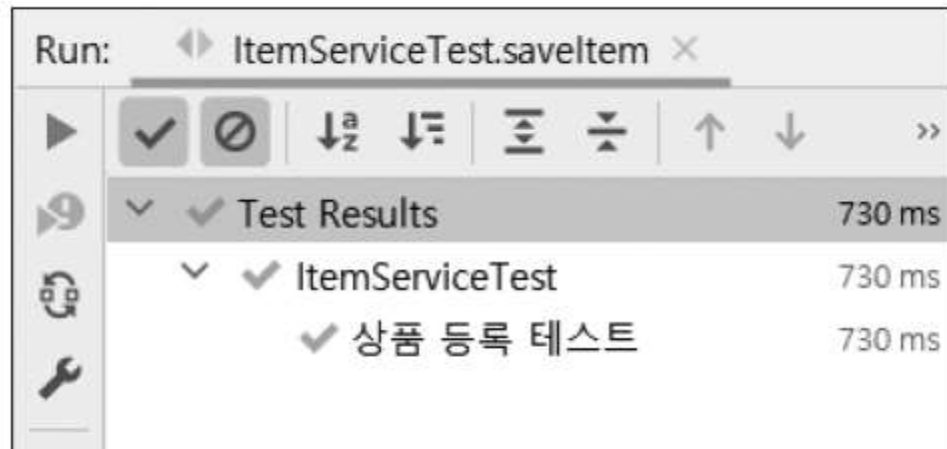 Run: ItemServiceTest.saveItem
Test Results 730 ms
ItemServiceTest 730 ms
상품 등록 테스트 730 ms